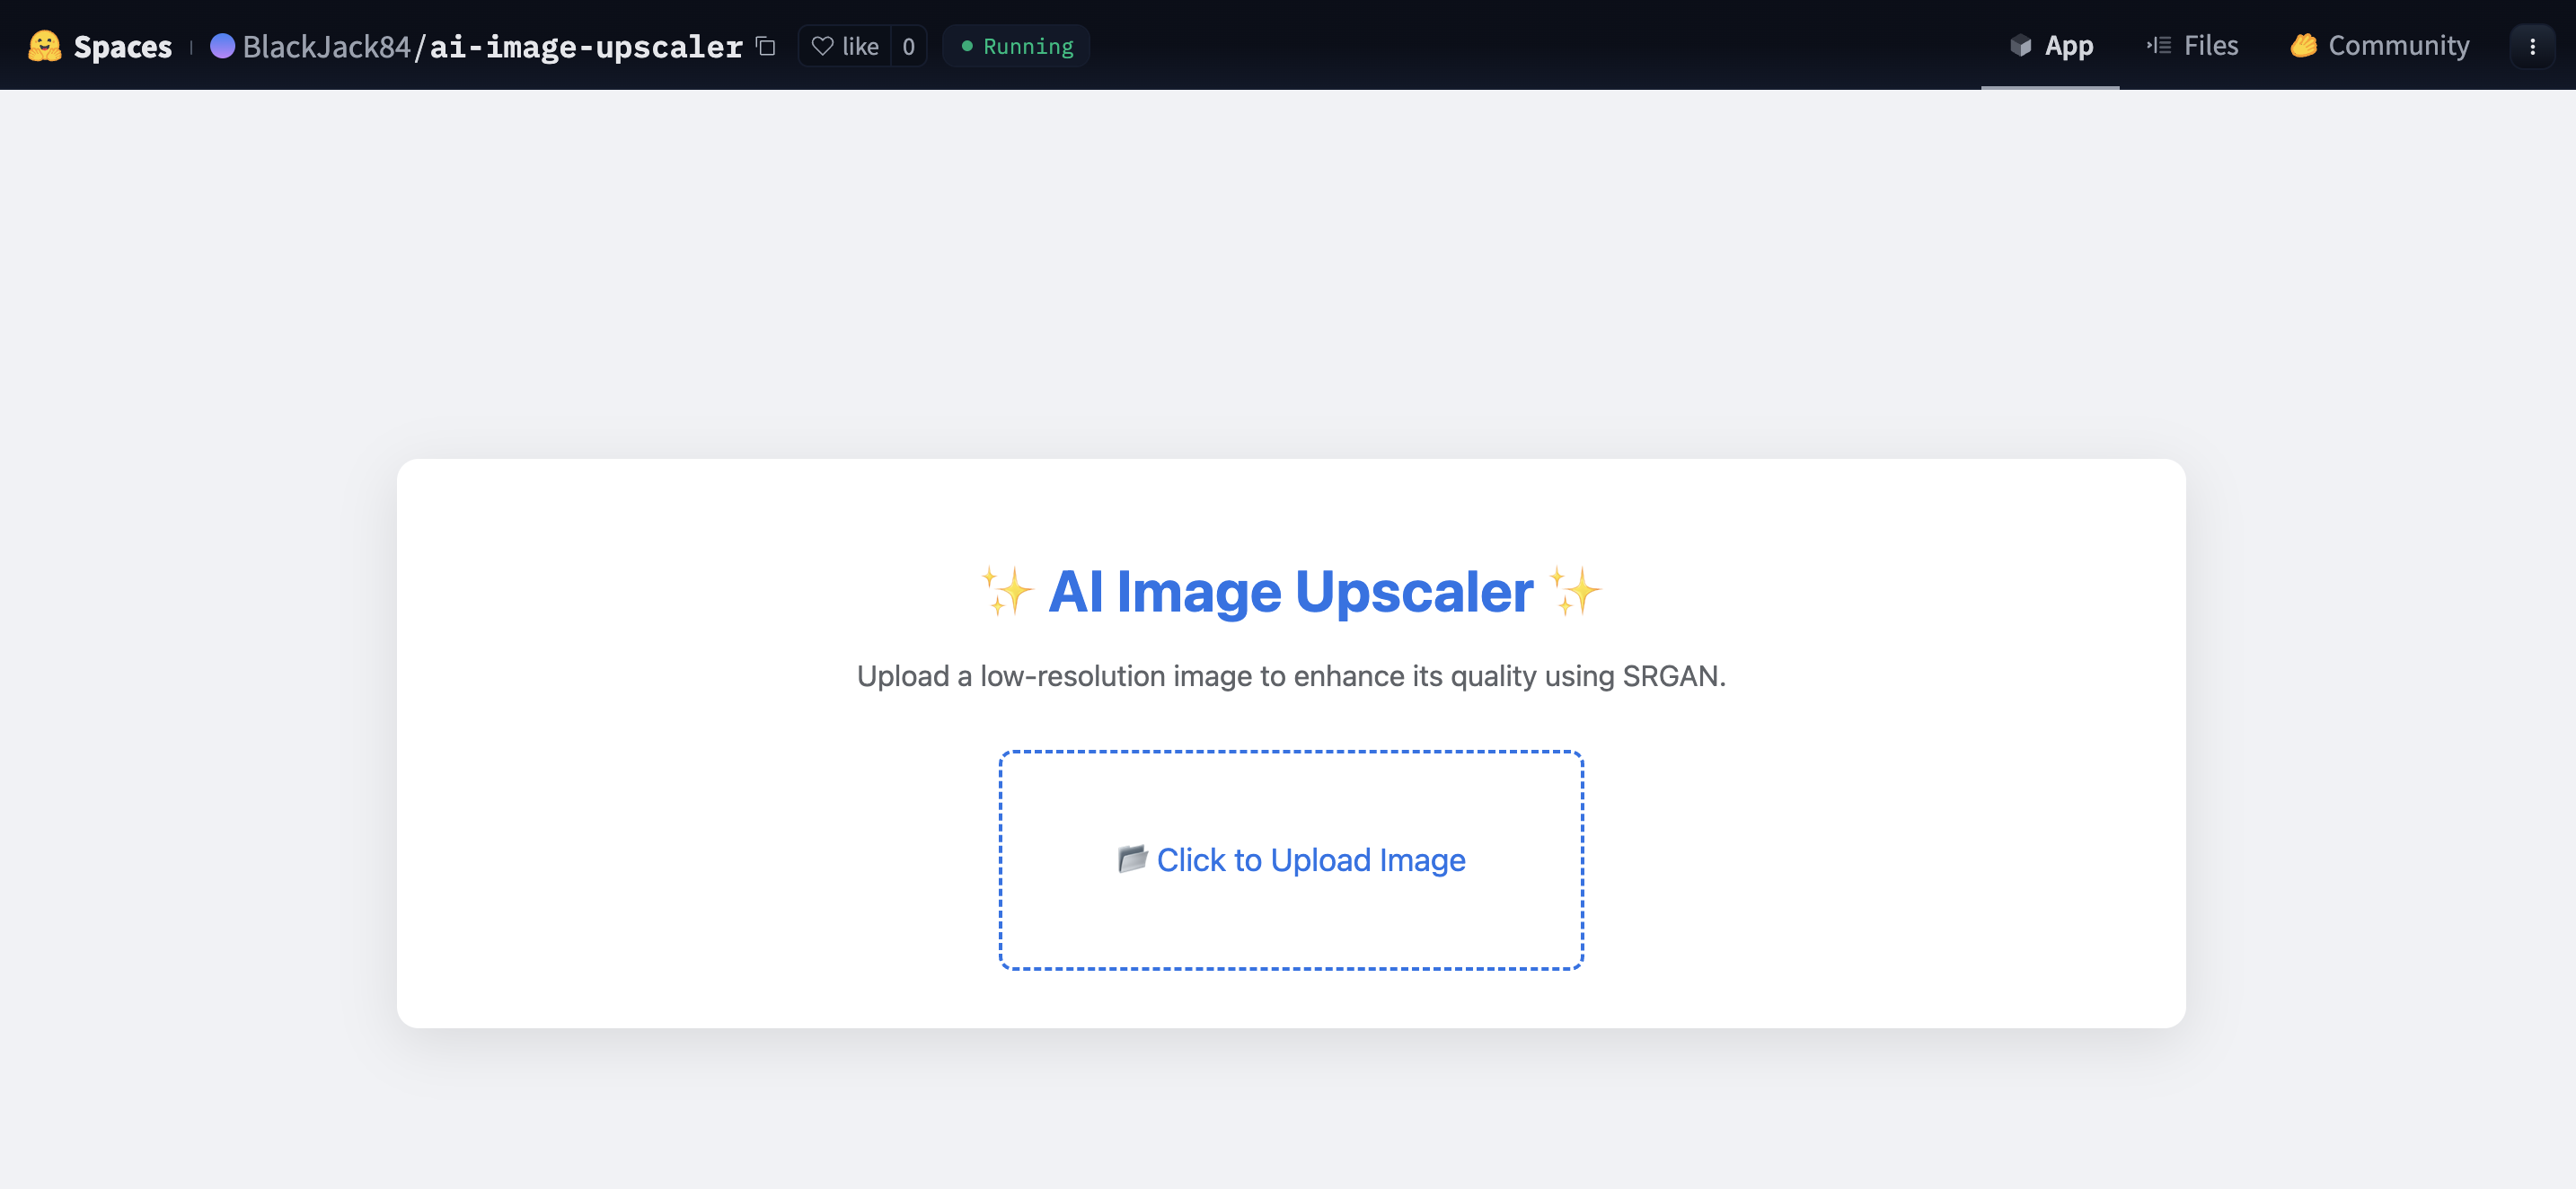 Spaces BlackJack84/ai-image-upscaler like 0 Running App Files Community
✨ AI Image Upscaler ✨
Upload a low-resolution image to enhance its quality using SRGAN.
📂 Click to Upload Image